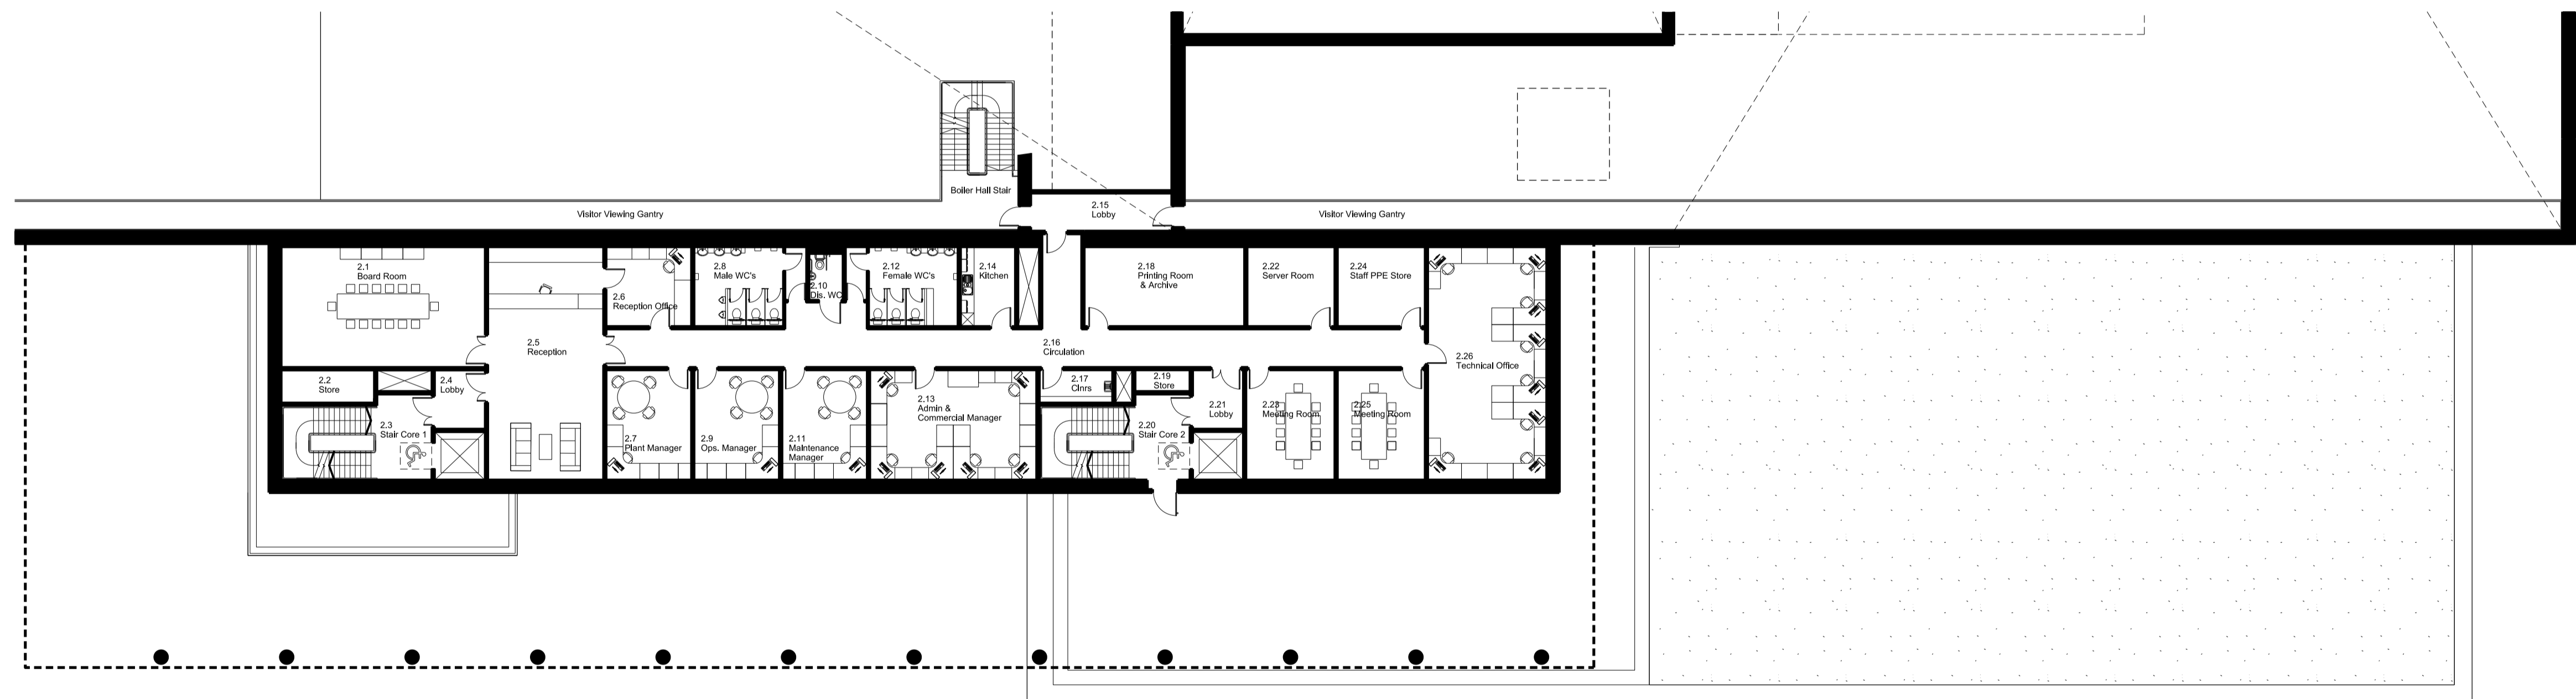 Boiler Hall Stair
Visitor Viewing Gantry
2.15
Lobby
Visitor Viewing Gantry
2.1
Board Room
2.5
Reception
2.6
Reception Office
2.8
Male WC's
2.10
Dis. WC
2.12
Female WC's
2.14
Kitchen
2.16
Circulation
2.18
Printing Room
& Archive
2.22
Server Room
2.24
Staff PPE Store
2.26
Technical Office
2.2
Store
2.4
Lobby
2.3
Stair Core 1
2.7
Plant Manager
2.9
Ops. Manager
2.11
Maintenance
Manager
2.13
Admin &
Commercial Manager
2.17
Clnrs
2.19
Store
2.20
Stair Core 2
2.21
Lobby
2.23
Meeting Room
2.25
Meeting Room